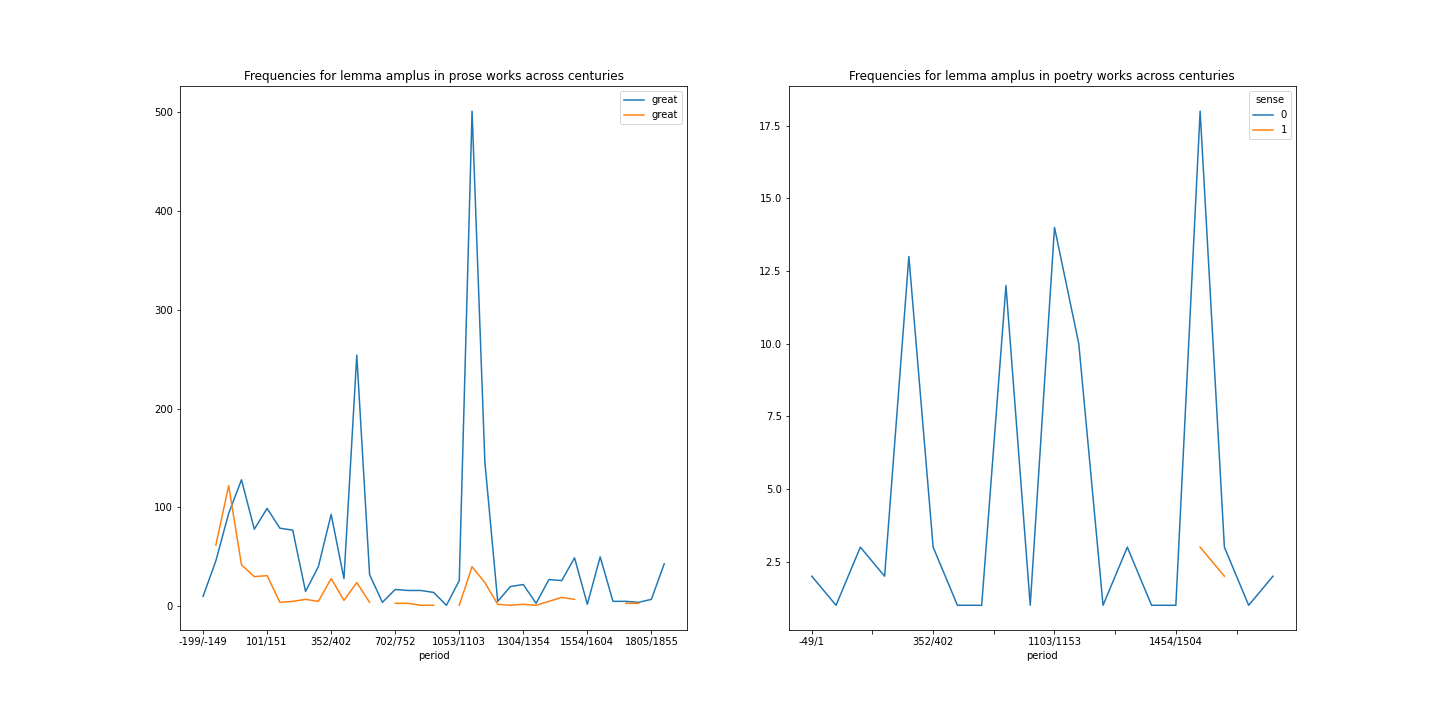 Frequencies for lemma amplus in prose works across centuries
great
great
500
400
300
200
100
0
-199/-149 101/151 352/402 702/752 1053/1103 1304/1354 1554/1604 1805/1855
period
Frequencies for lemma amplus in poetry works across centuries
sense
0
1
17.5
15.0
12.5
10.0
7.5
5.0
2.5
-49/1 352/402 1103/1153 1454/1504
period